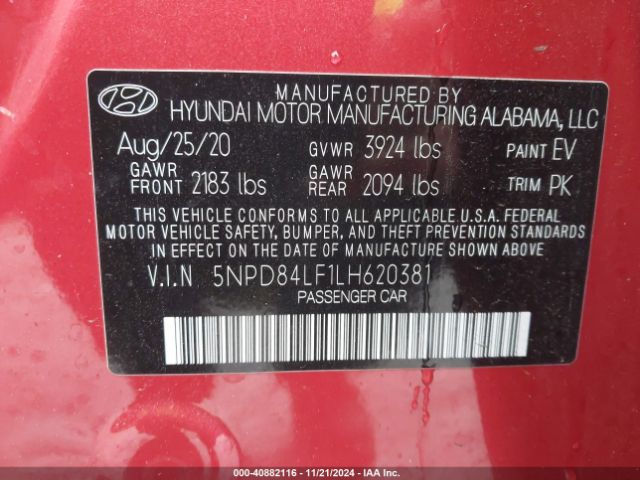 MANUFACTURED BY
HYUNDAI MOTOR MANUFACTURING ALABAMA, LLC
Aug/25/20 GVWR 3924 lbs PAINT EV
GAWR FRONT 2183 lbs GAWR REAR 2094 lbs TRIM PK
THIS VEHICLE CONFORMS TO ALL APPLICABLE U.S.A. FEDERAL
MOTOR VEHICLE SAFETY, BUMPER, AND THEFT PREVENTION STANDARDS
IN EFFECT ON THE DATE OF MANUFACTURE SHOWN ABOVE
V.I.N 5NPD84LF1LH620381
PASSENGER CAR
000-40882116 - 11/21/2024 - IAA Inc.